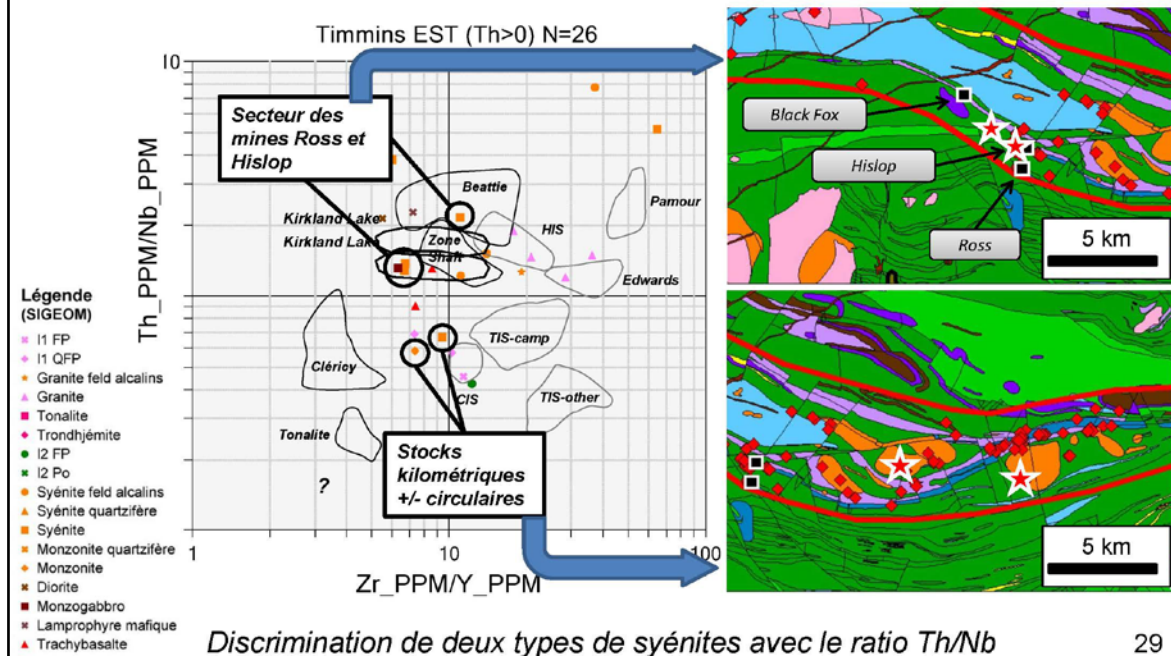 Timmins EST (Th>0) N=26
10
Th_PPM/Nb_PPM
Secteur des
mines Ross et
Hislop
Beattie
Pamour
Kirkland Lake
Kirkland Lake
Zone
Shaft
HIS
Edwards
TIS-camp
Cléricy
CIS
TIS-other
Tonalite
?
Stocks
kilométriques
+/- circulaires
1
10
100
Zr_PPM/Y_PPM
Légende
(SIGEOM)
I1 FP
I1 QFP
Granite feld alcalins
Granite
Tonalite
Trondhjémite
I2 FP
I2 Po
Syénite feld alcalins
Syénite quartzifère
Syénite
Monzonite quartzifère
Monzonite
Diorite
Monzogabbro
Lamprophyre mafique
Trachybasalte
Black Fox
Hislop
Ross
5 km
5 km
Discrimination de deux types de syénites avec le ratio Th/Nb
29